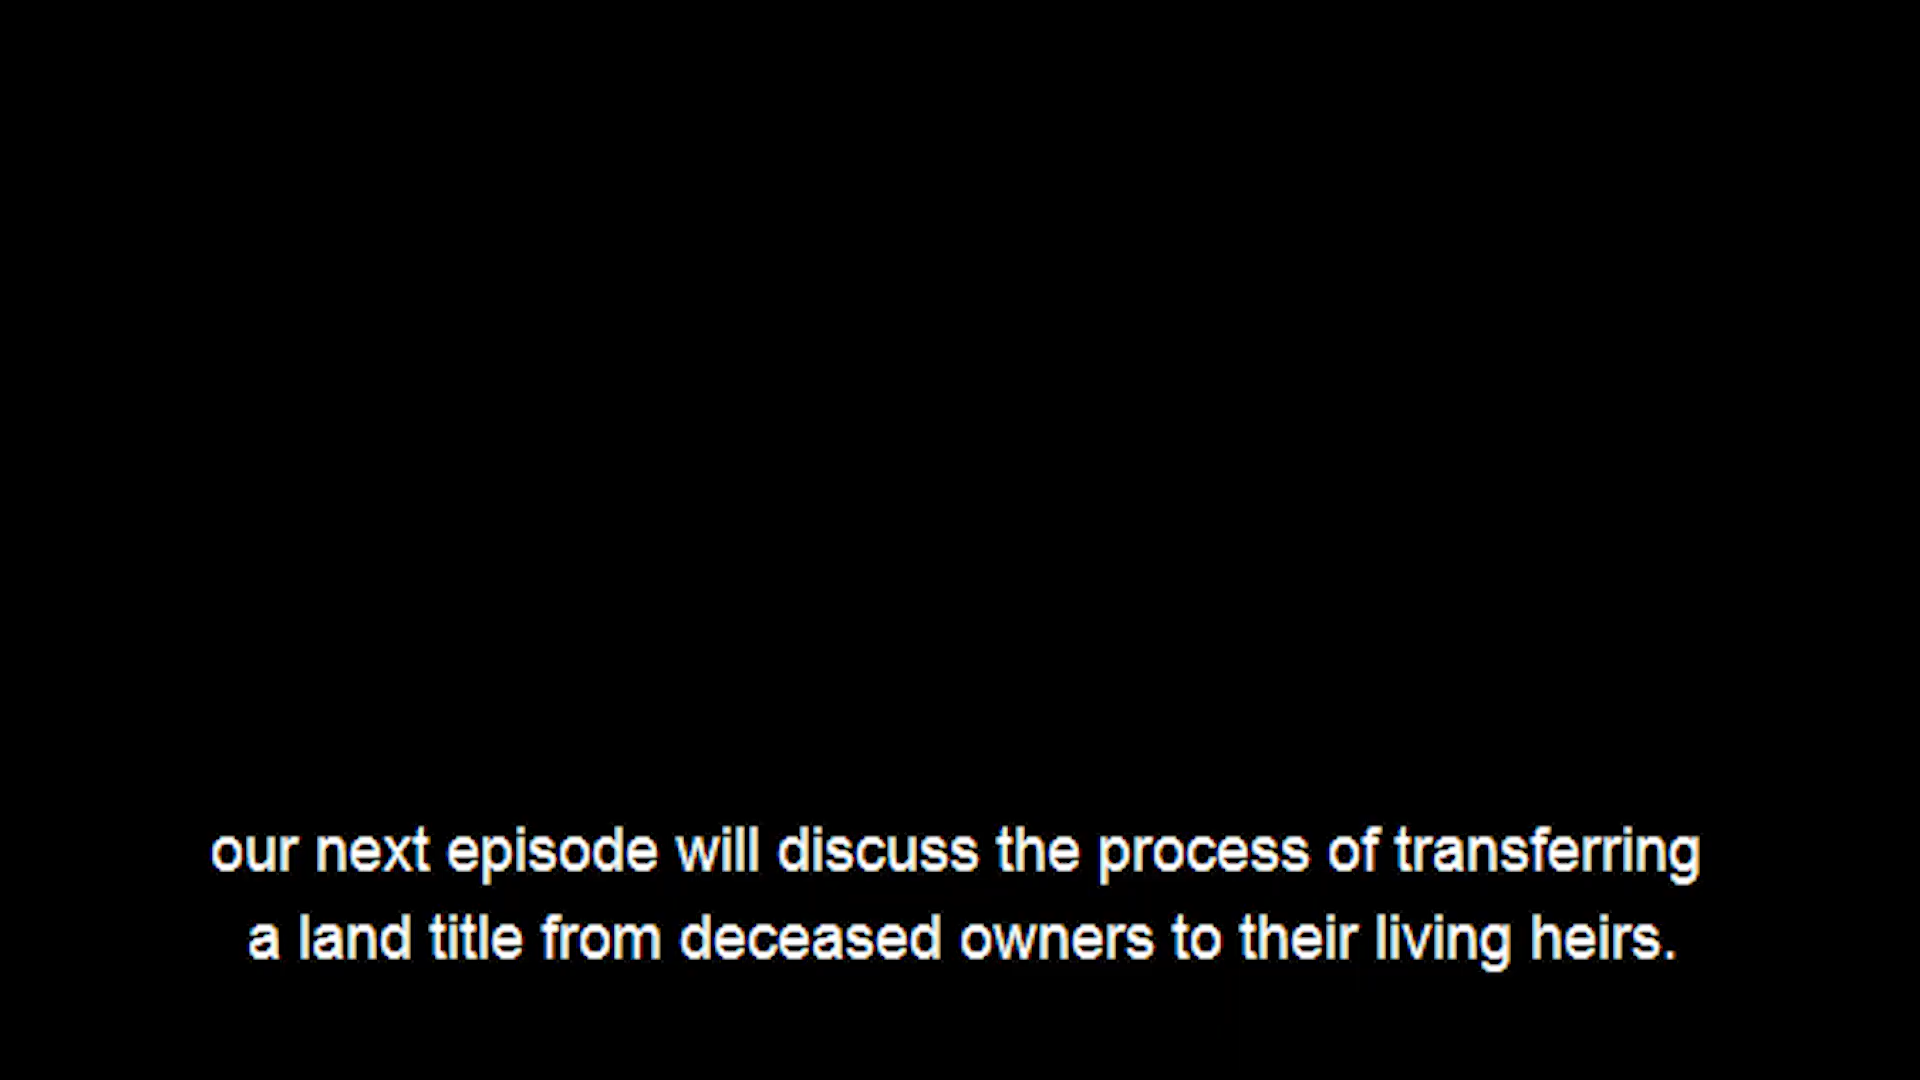 our next episode will discuss the process of transferring
a land title from deceased owners to their living heirs.